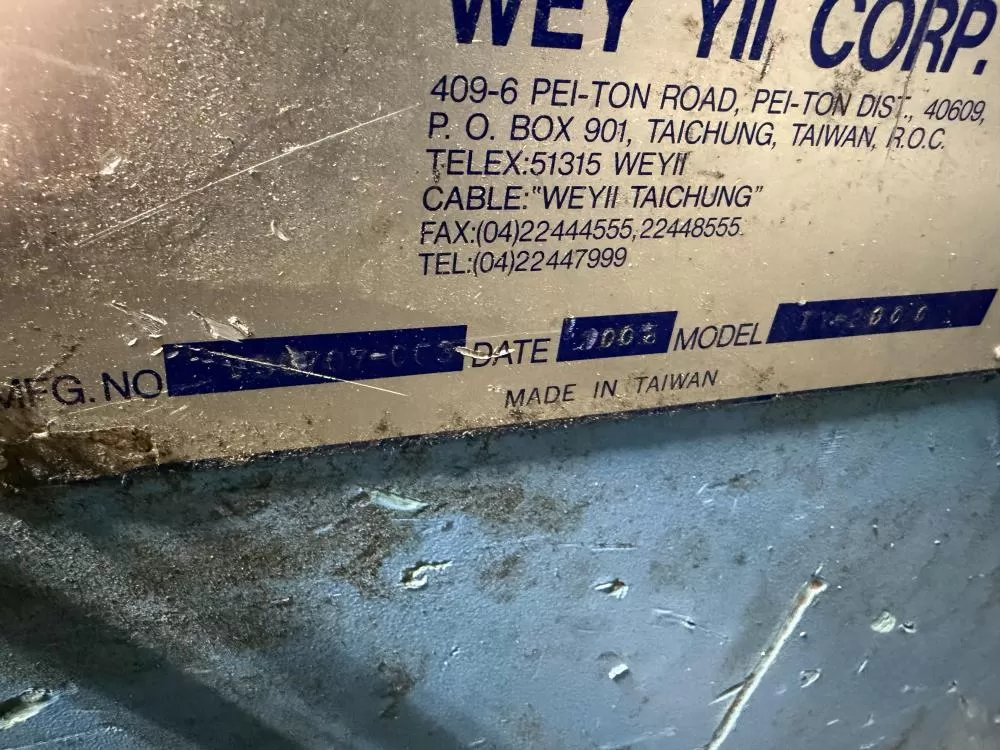 WEY YII CORP.
409-6 PEI-TON ROAD, PEI-TON DIST., 40609,
P. O. BOX 901, TAICHUNG, TAIWAN, R.O.C.
TELEX:51315 WEYII
CABLE:"WEYII TAICHUNG"
FAX:(04)22444555,22448555
TEL:(04)22447999
MFG. NO DATE MODEL
MADE IN TAIWAN